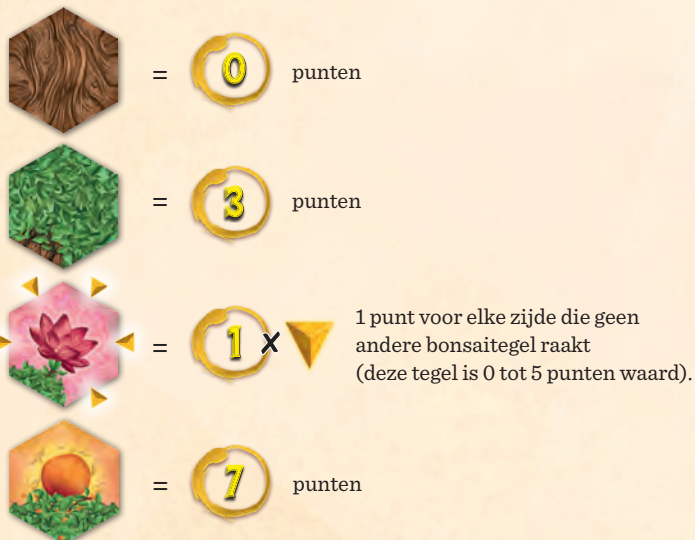 = 0 punten
= 3 punten
= 1 x 1 punt voor elke zijde die geen
andere bonsaitegel raakt
(deze tegel is 0 tot 5 punten waard).
= 7 punten